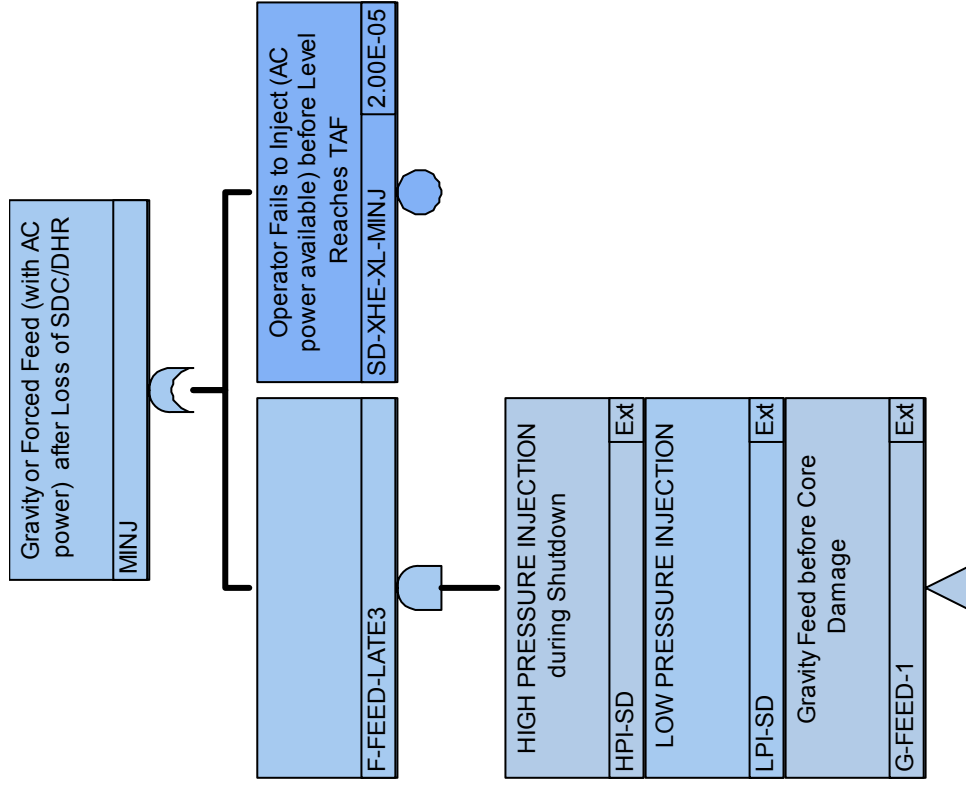 Gravity or Forced Feed (with AC
power) after Loss of SDC/DHR
MINJ
F-FEED-LATE3
Operator Fails to Inject (AC
power available) before Level
Reaches TAF
SD-XHE-XL-MINJ 2.00E-05
HIGH PRESSURE INJECTION
during Shutdown
HPI-SD Ext
LOW PRESSURE INJECTION
LPI-SD Ext
Gravity Feed before Core
Damage
G-FEED-1 Ext